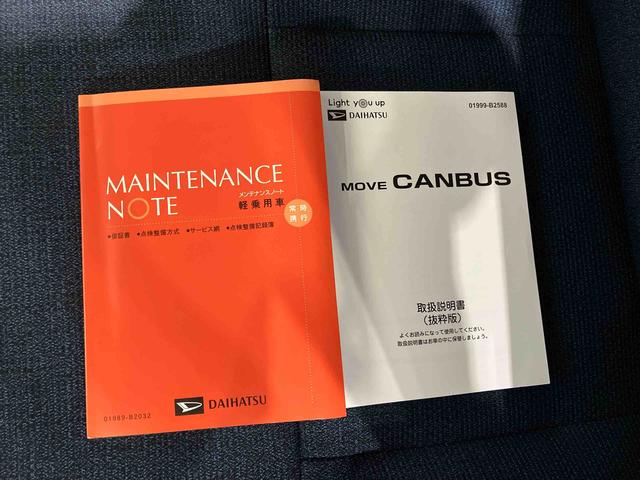 MAINTENANCE
NOTE
メンテナンスノート
軽乗用車
常時
携行
●保証書 ●点検整備方式 ●サービス網 ●点検整備記録簿
01989-B2032
DAIHATSU
Light you up
DAIHATSU
01999-B2588
MOVE CANBUS
取扱説明書
（抜粋版）
よくお読みになって使用してください。
取扱説明書はお車の中に保管しましょう。